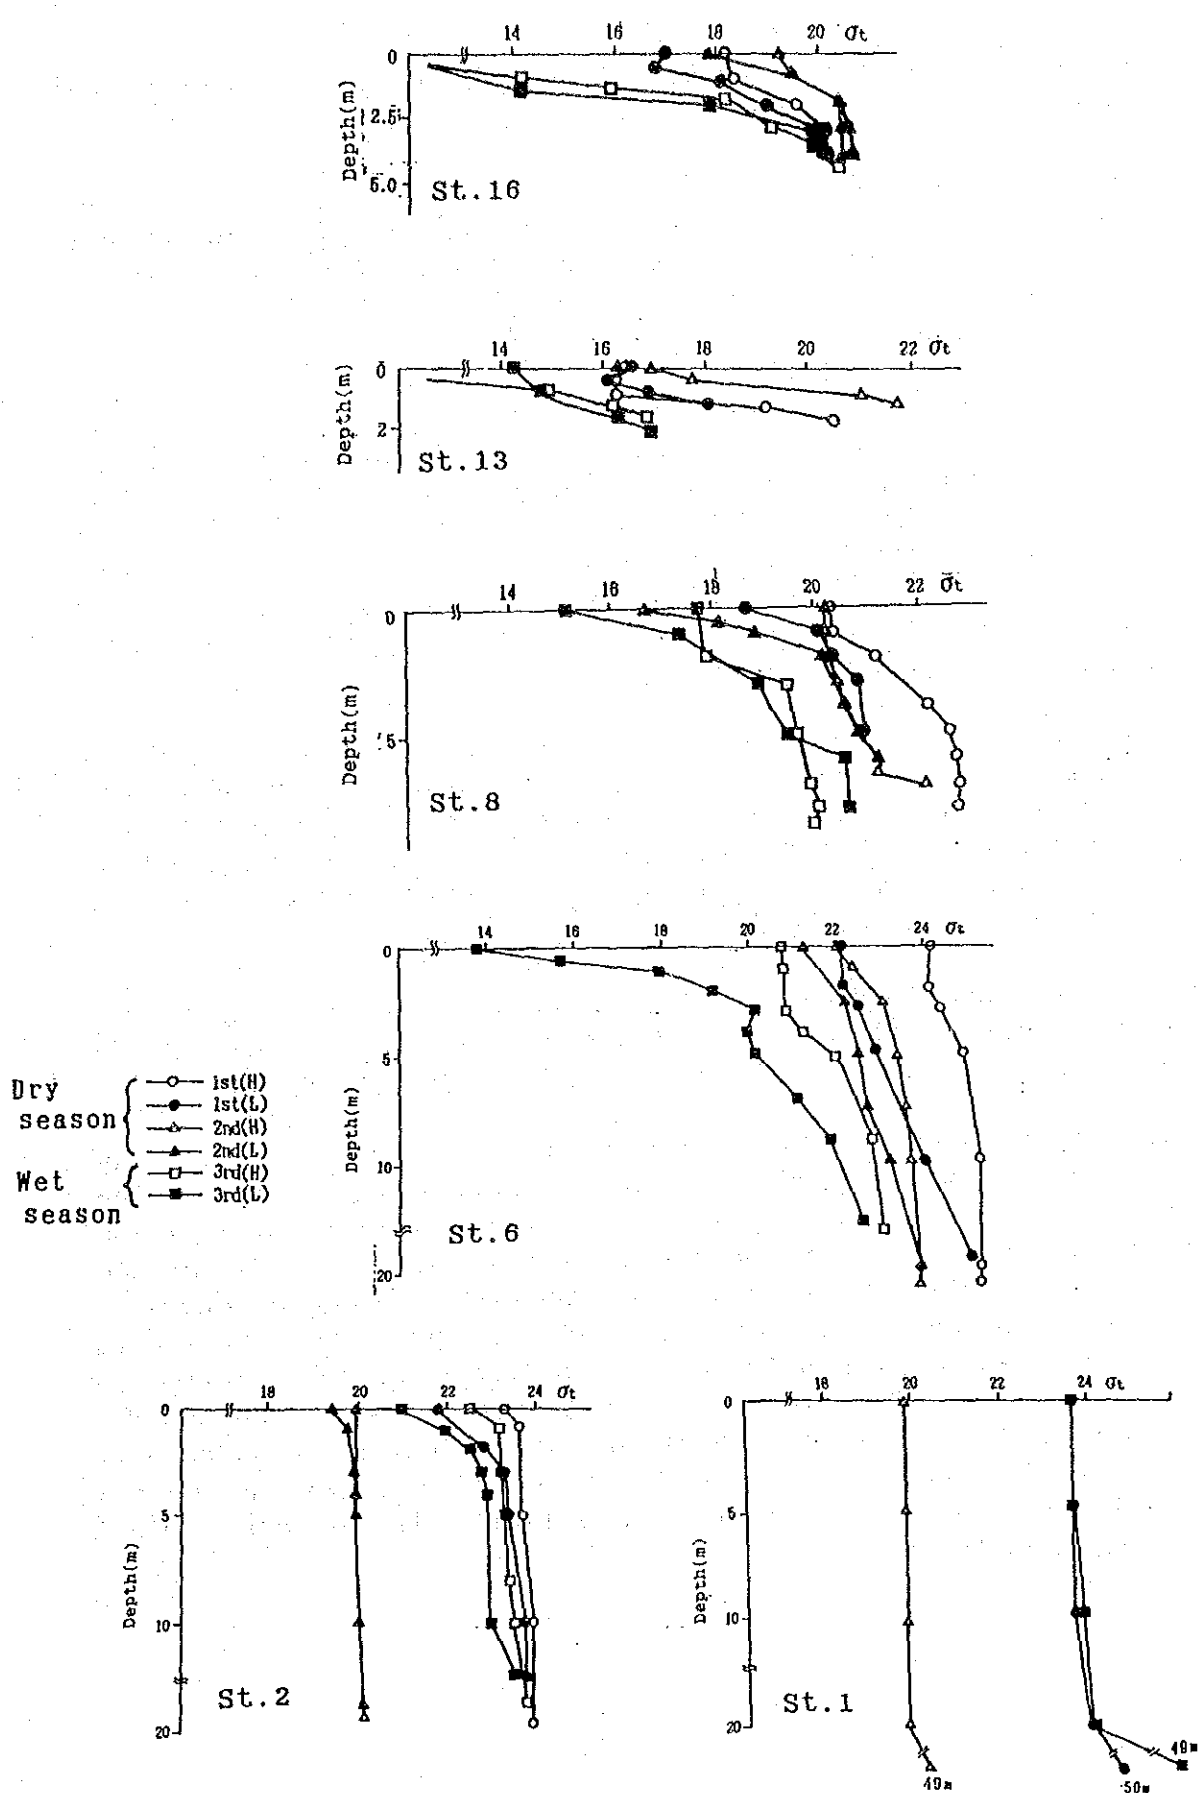 14 16 18 20 σt
0
2.5
5.0
Depth(m)
St.16
14 16 18 20 22 σt
0
2
Depth(m)
St.13
14 16 18 20 22 σt
0
5
Depth(m)
St.8
14 16 18 20 22 24 σt
0
5
10
20
Depth(m)
St.6
Dry season
1st(H)
1st(L)
2nd(H)
2nd(L)
Wet season
3rd(H)
3rd(L)
18 20 22 24 σt
0
5
10
20
Depth(m)
St.2
18 20 22 24 σt
0
5
10
20
Depth(m)
St.1
49m
50m
49m